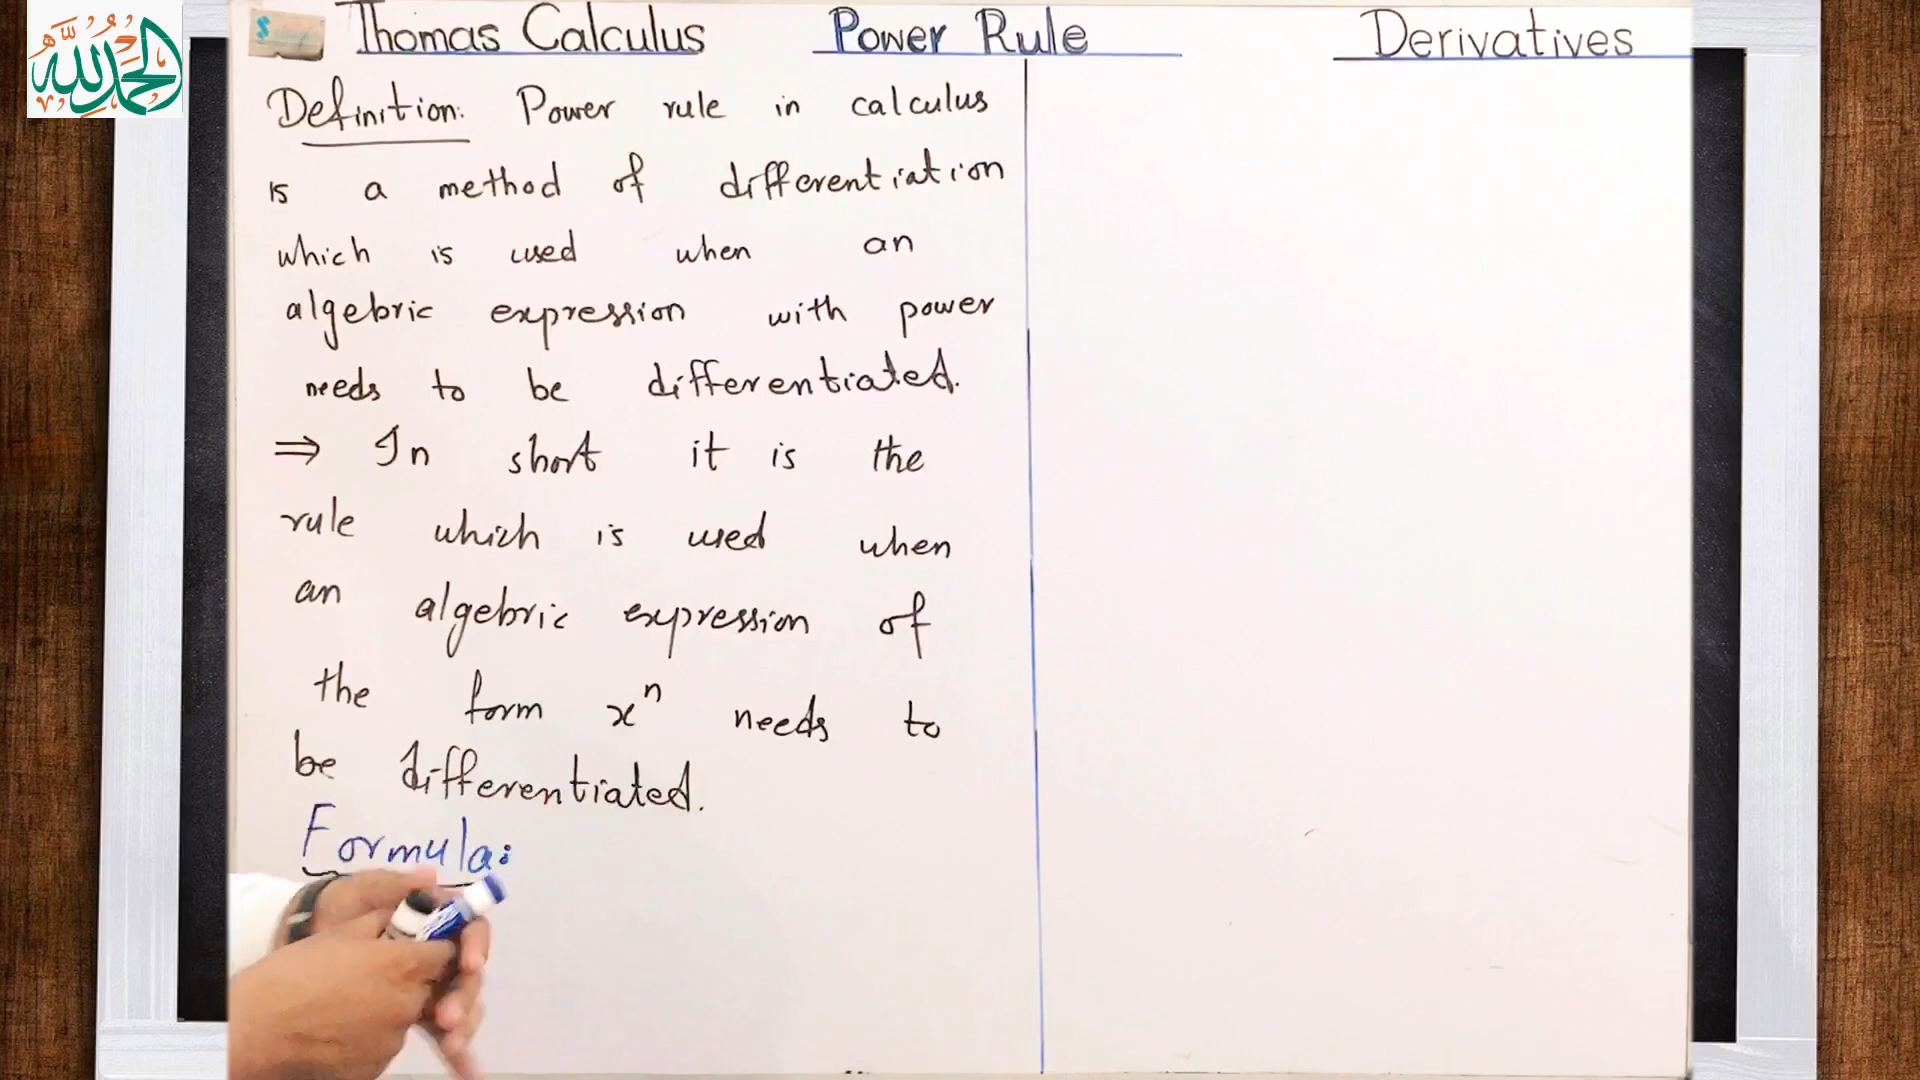 الحمد لله
Thomas Calculus Power Rule Derivatives
Definition: Power rule in calculus
is a method of differentiation
which is used when an
algebric expression with power
needs to be differentiated.
⇒ In short it is the
rule which is used when
an algebric expression of
the form xⁿ needs to
be differentiated.
Formula: